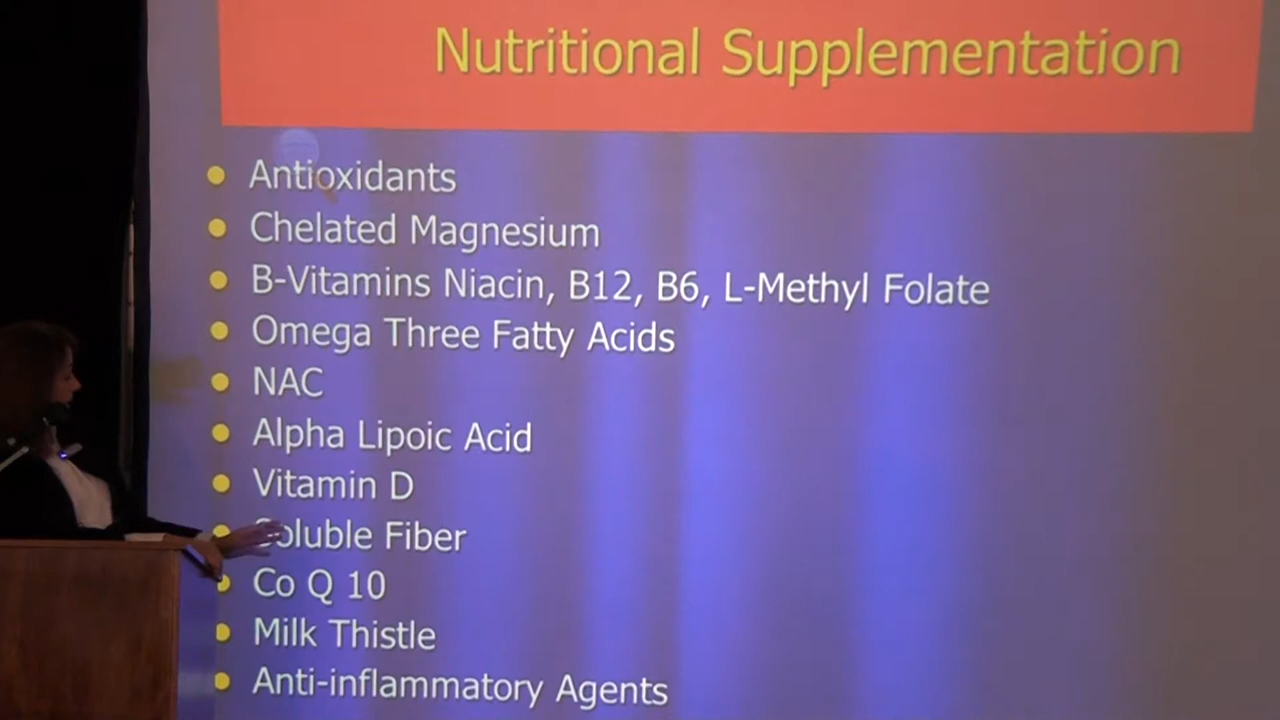 Nutritional Supplementation
Antioxidants
Chelated Magnesium
B-Vitamins Niacin, B12, B6, L-Methyl Folate
Omega Three Fatty Acids
NAC
Alpha Lipoic Acid
Vitamin D
Soluble Fiber
Co Q 10
Milk Thistle
Anti-inflammatory Agents